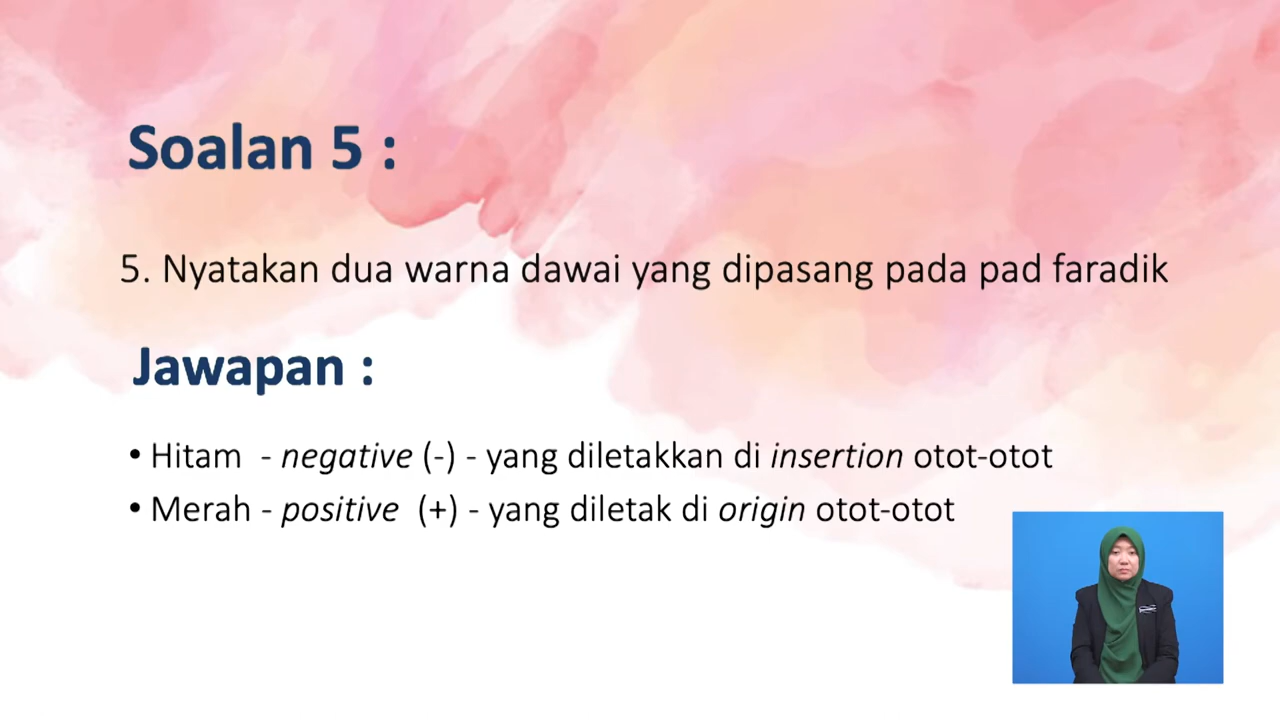 Soalan 5 :
5. Nyatakan dua warna dawai yang dipasang pada pad faradik
Jawapan :
• Hitam - negative (-) - yang diletakkan di insertion otot-otot
• Merah - positive (+) - yang diletak di origin otot-otot